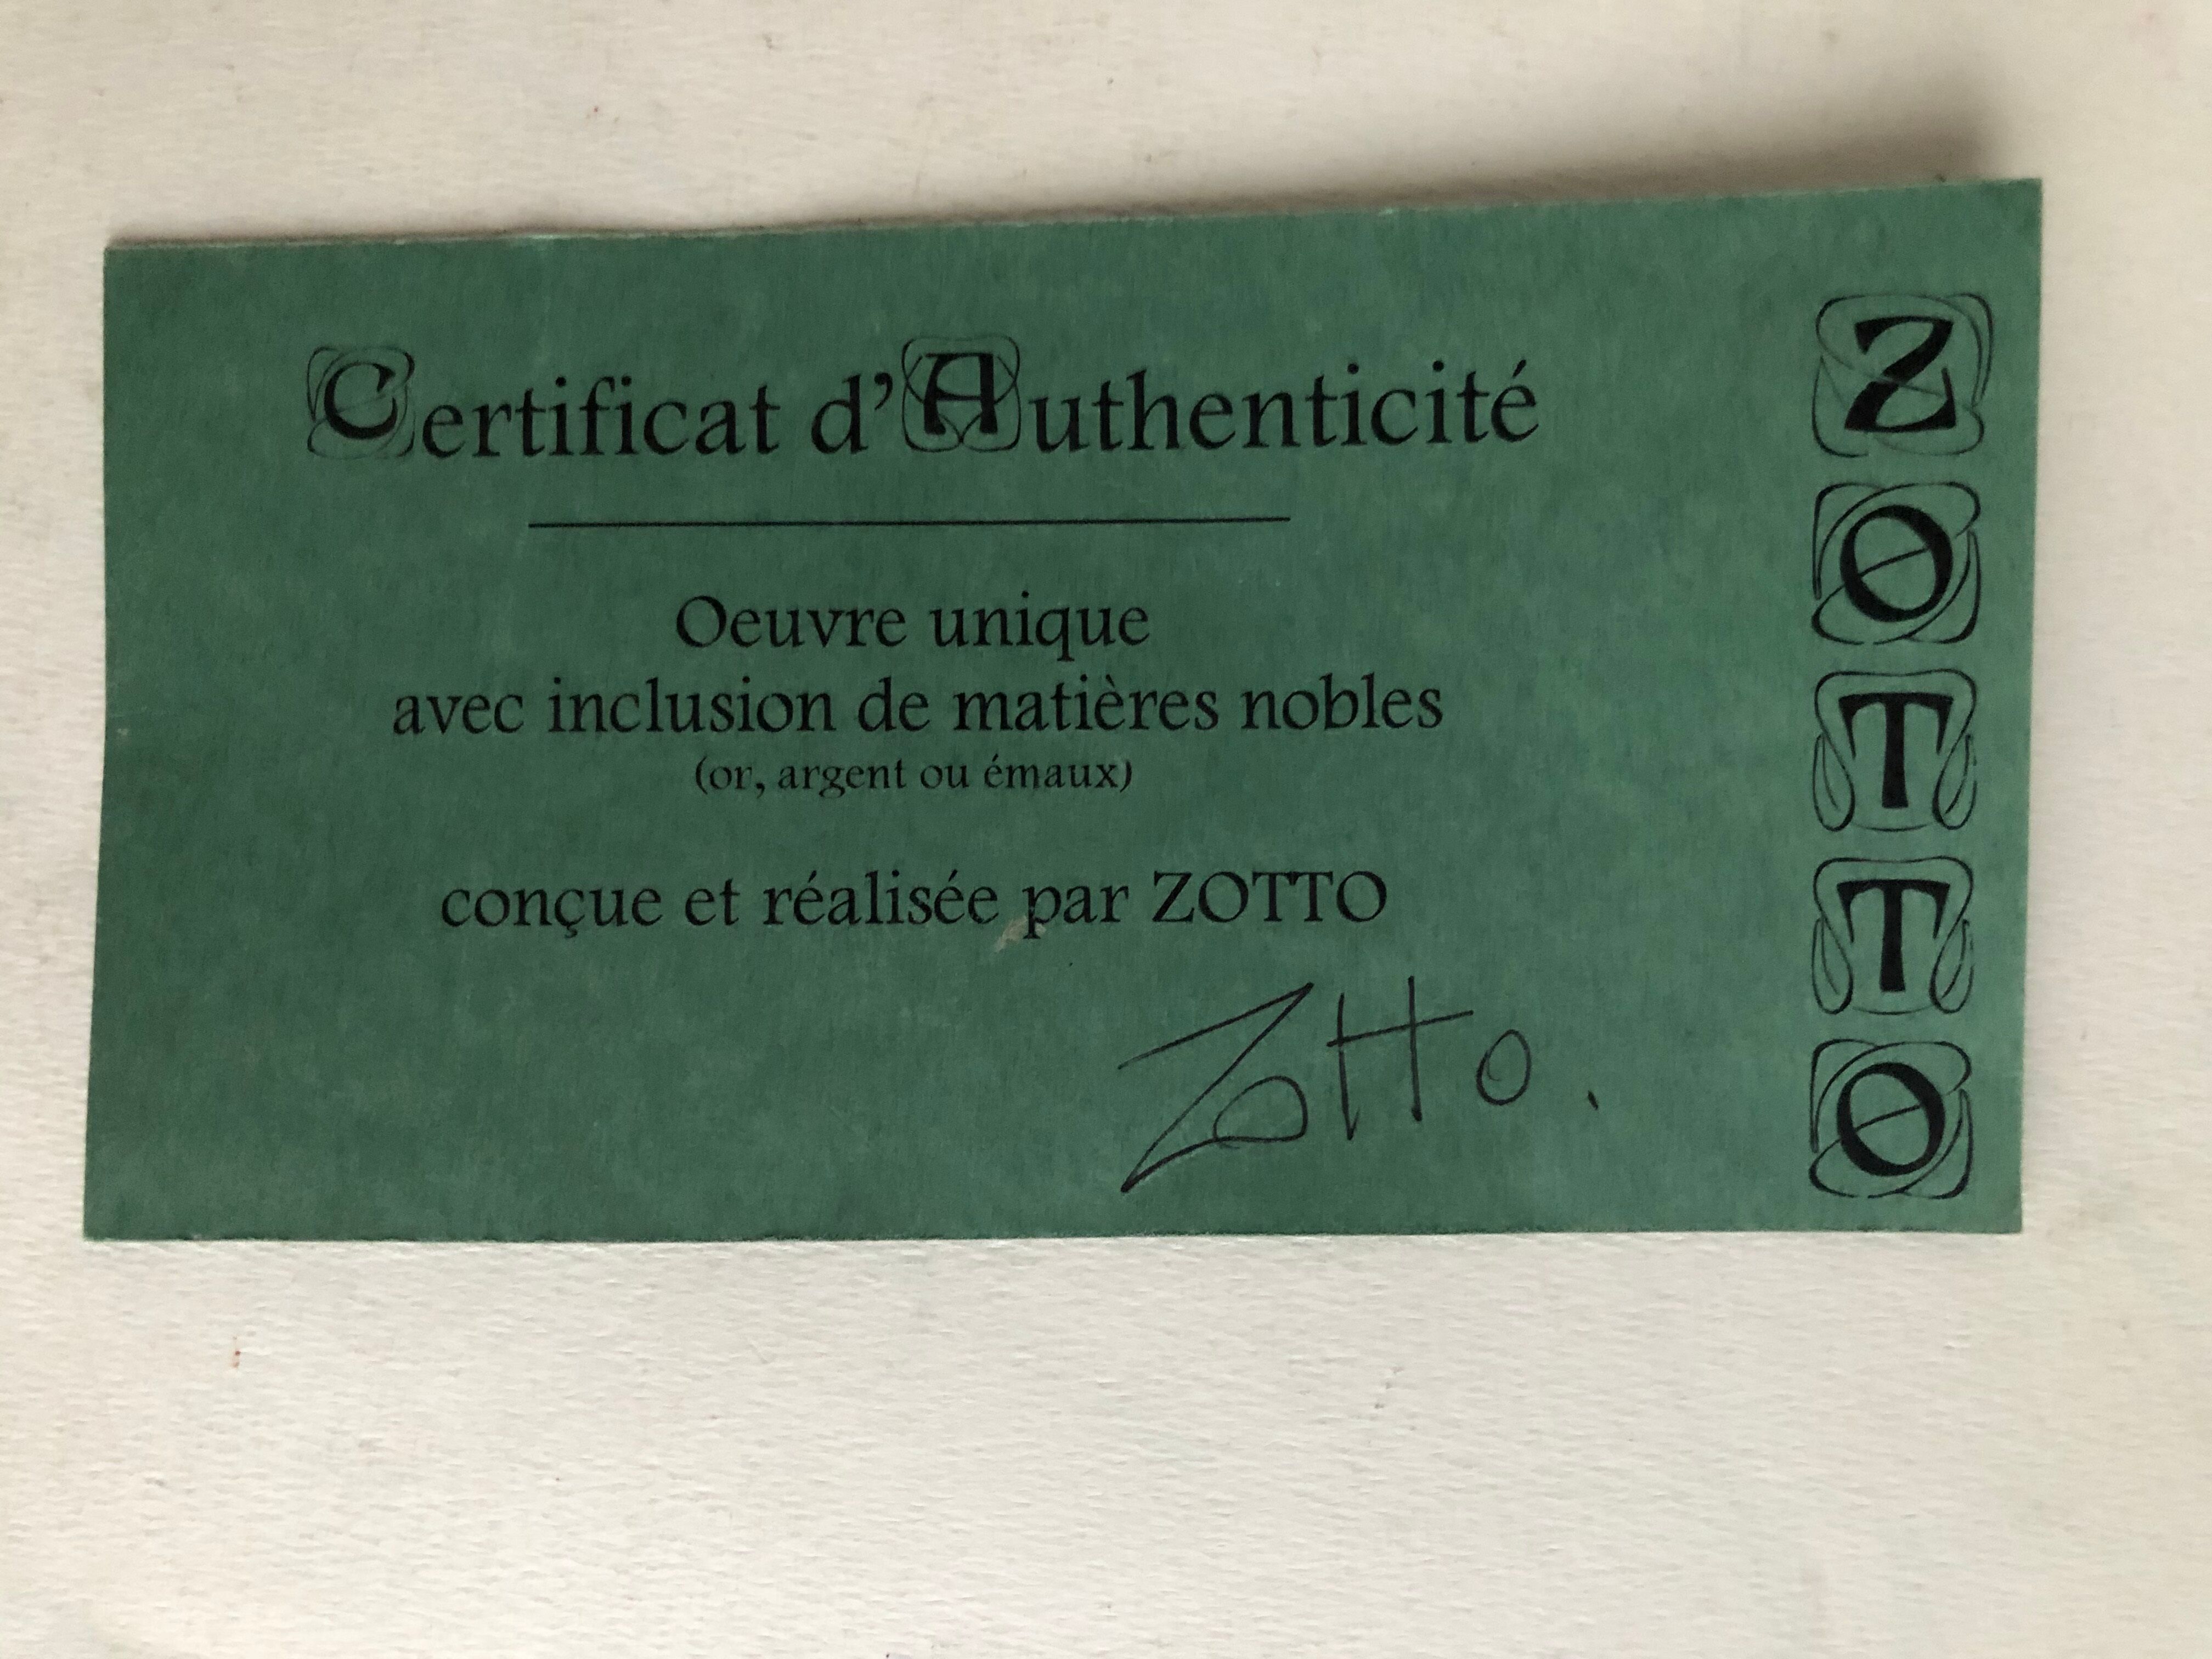 Certificat d'Authenticité
Oeuvre unique
avec inclusion de matières nobles
(or, argent ou émaux)
conçue et réalisée par ZOTTO
Zotto.
ZOTTO